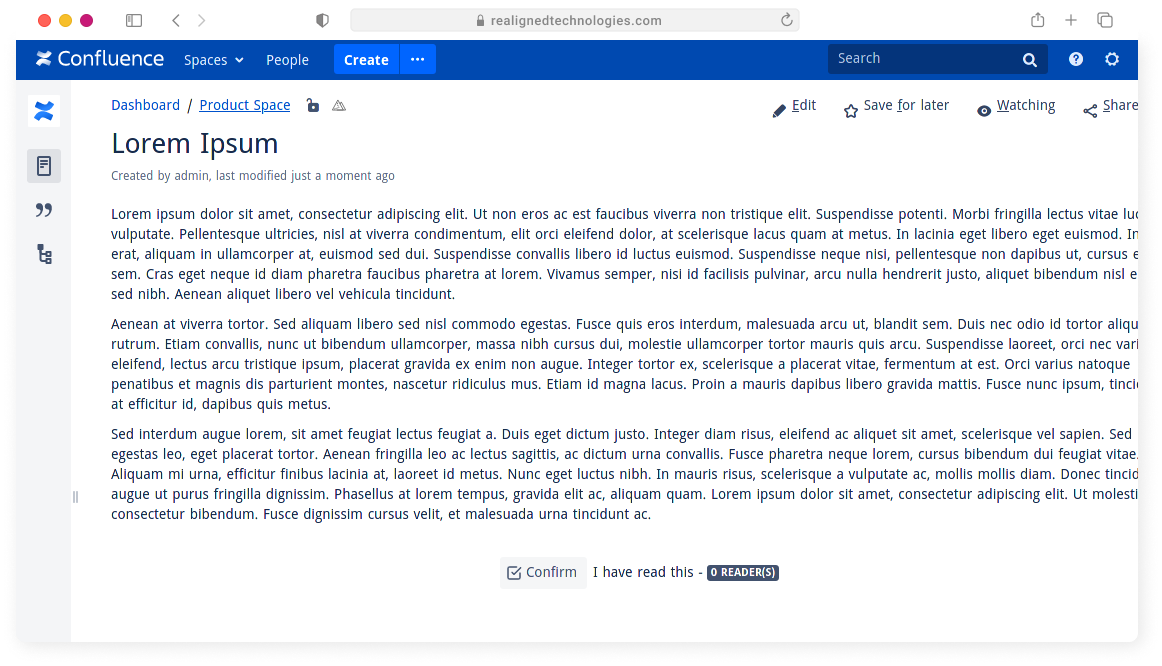 realignedtechnologies.com
Confluence Spaces People Create ••• Search
Dashboard / Product Space Edit Save for later Watching Share
Lorem Ipsum
Created by admin, last modified just a moment ago
Lorem ipsum dolor sit amet, consectetur adipiscing elit. Ut non eros ac est faucibus viverra non tristique elit. Suspendisse potenti. Morbi fringilla lectus vitae luc
vulputate. Pellentesque ultricies, nisl at viverra condimentum, elit orci eleifend dolor, at scelerisque lacus quam at metus. In lacinia eget libero eget euismod. In
erat, aliquam in ullamcorper at, euismod sed dui. Suspendisse convallis libero id luctus euismod. Suspendisse neque nisi, pellentesque non dapibus ut, cursus e
sem. Cras eget neque id diam pharetra faucibus pharetra at lorem. Vivamus semper, nisi id facilisis pulvinar, arcu nulla hendrerit justo, aliquet bibendum nisl e
sed nibh. Aenean aliquet libero vel vehicula tincidunt.
Aenean at viverra tortor. Sed aliquam libero sed nisl commodo egestas. Fusce quis eros interdum, malesuada arcu ut, blandit sem. Duis nec odio id tortor aliqu
rutrum. Etiam convallis, nunc ut bibendum ullamcorper, massa nibh cursus dui, molestie ullamcorper tortor mauris quis arcu. Suspendisse laoreet, orci nec vari
eleifend, lectus arcu tristique ipsum, placerat gravida ex enim non augue. Integer tortor ex, scelerisque a placerat vitae, fermentum at est. Orci varius natoque
penatibus et magnis dis parturient montes, nascetur ridiculus mus. Etiam id magna lacus. Proin a mauris dapibus libero gravida mattis. Fusce nunc ipsum, tincid
at efficitur id, dapibus quis metus.
Sed interdum augue lorem, sit amet feugiat lectus feugiat a. Duis eget dictum justo. Integer diam risus, eleifend ac aliquet sit amet, scelerisque vel sapien. Sed
egestas leo, eget placerat tortor. Aenean fringilla leo ac lectus sagittis, ac dictum urna convallis. Fusce pharetra neque lorem, cursus bibendum dui feugiat vitae.
Aliquam mi urna, efficitur finibus lacinia at, laoreet id metus. Nunc eget luctus nibh. In mauris risus, scelerisque a vulputate ac, mollis mollis diam. Donec tincid
augue ut purus fringilla dignissim. Phasellus at lorem tempus, gravida elit ac, aliquam quam. Lorem ipsum dolor sit amet, consectetur adipiscing elit. Ut molesti
consectetur bibendum. Fusce dignissim cursus velit, et malesuada urna tincidunt ac.
Confirm I have read this - 0 READER(S)